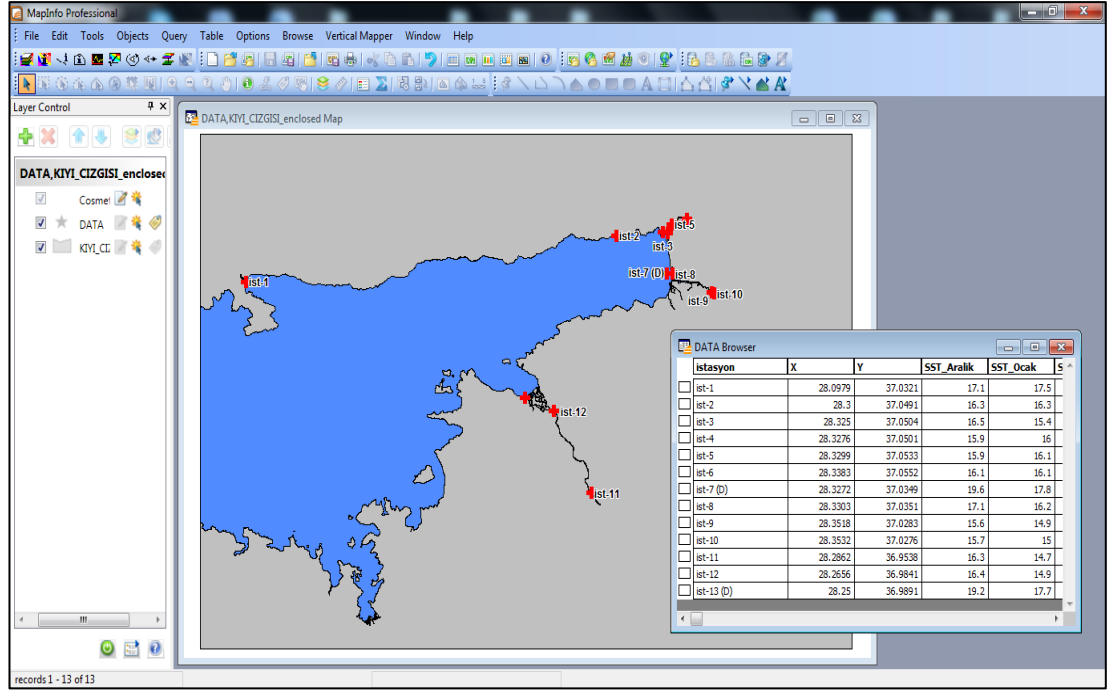 MapInfo Professional
File Edit Tools Objects Query Table Options Browse Vertical Mapper Window Help
Layer Control
DATA,KIYI_CIZGISI_enclosed
Cosmet
DATA
KIYI_CI
DATA,KIYI_CIZGISI_enclosed Map
ist-5
ist-2
ist-3
ist-7 (D) ist-8
ist-1
ist-10
ist-9
ist-12
ist-11
DATA Browser
istasyon X Y SST_Aralik SST_Ocak S
ist-1 28.0979 37.0321 17.1 17.5
ist-2 28.3 37.0491 16.3 16.3
ist-3 28.325 37.0504 16.5 15.4
ist-4 28.3276 37.0501 15.9 16
ist-5 28.3299 37.0533 15.9 16.1
ist-6 28.3383 37.0552 16.1 16.1
ist-7 (D) 28.3272 37.0349 19.6 17.8
ist-8 28.3303 37.0351 17.1 16.2
ist-9 28.3518 37.0283 15.6 14.9
ist-10 28.3532 37.0276 15.7 15
ist-11 28.2862 36.9538 16.3 14.7
ist-12 28.2656 36.9841 16.4 14.9
ist-13 (D) 28.25 36.9891 19.2 17.7
records 1 - 13 of 13